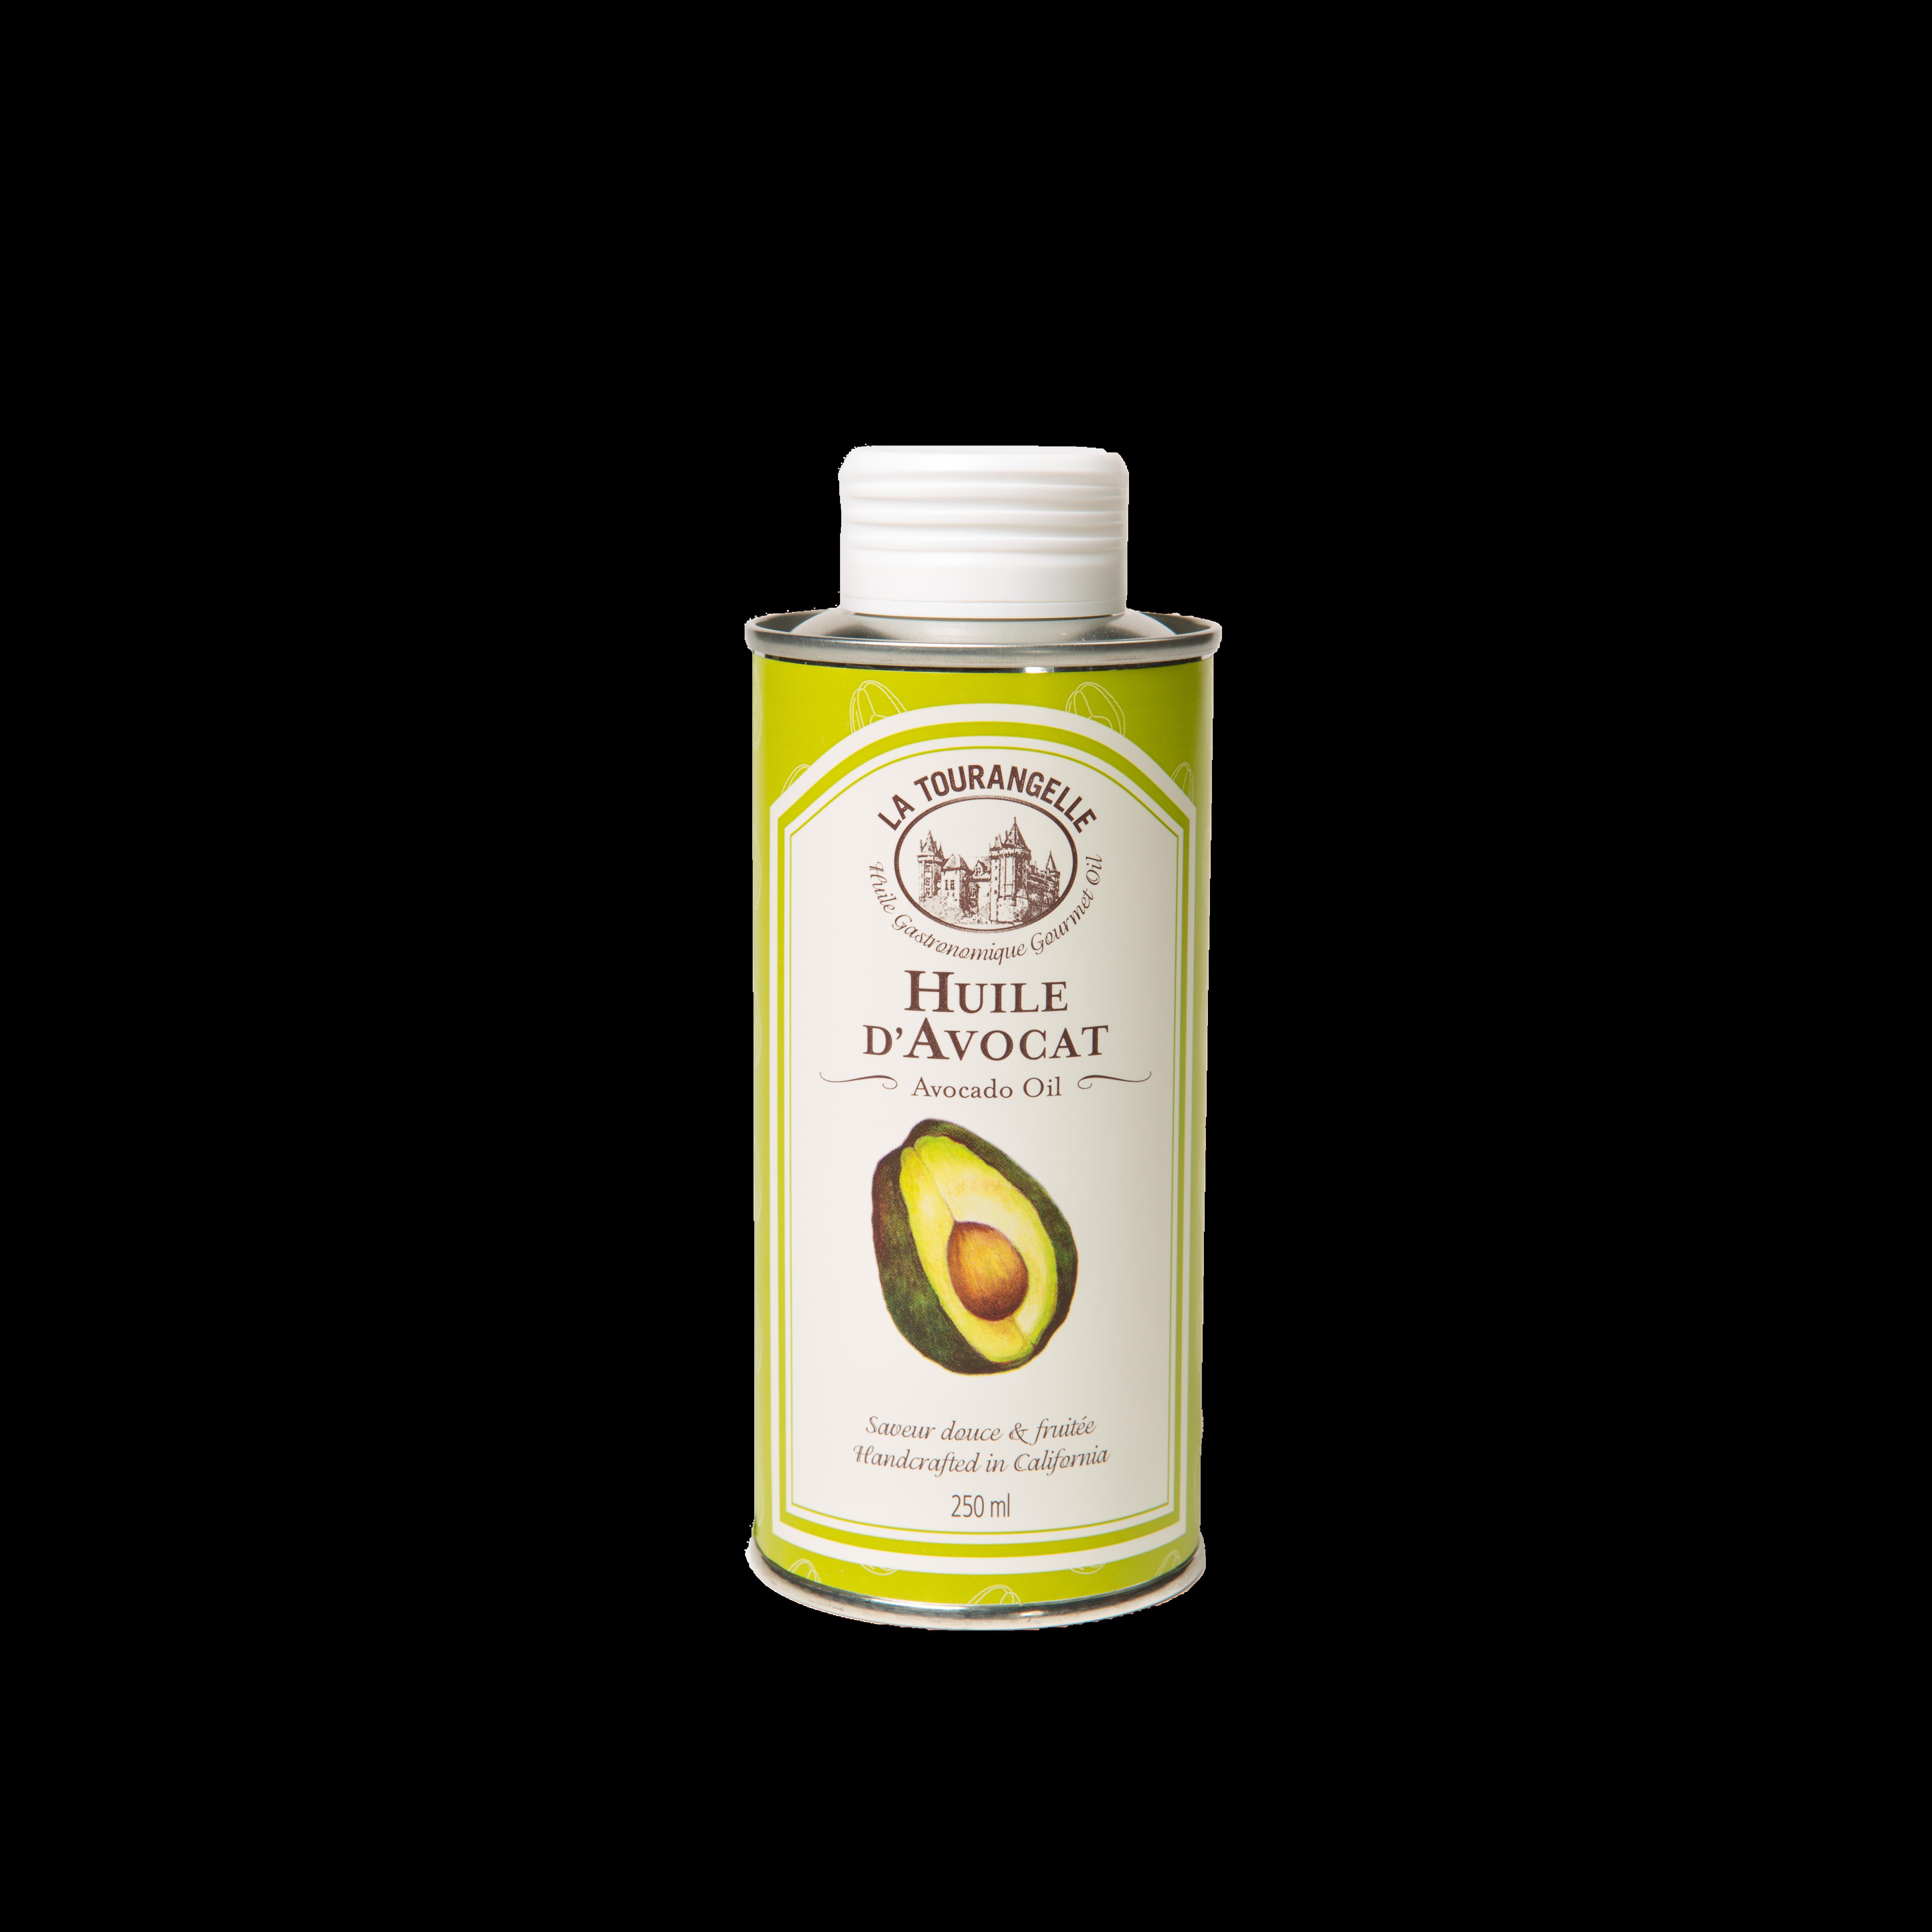 LA TOURANGELLE
Huile Gastronomique Gourmet Oil
HUILE
D'AVOCAT
Avocado Oil
Saveur douce & fruitée
Handcrafted in California
250 ml